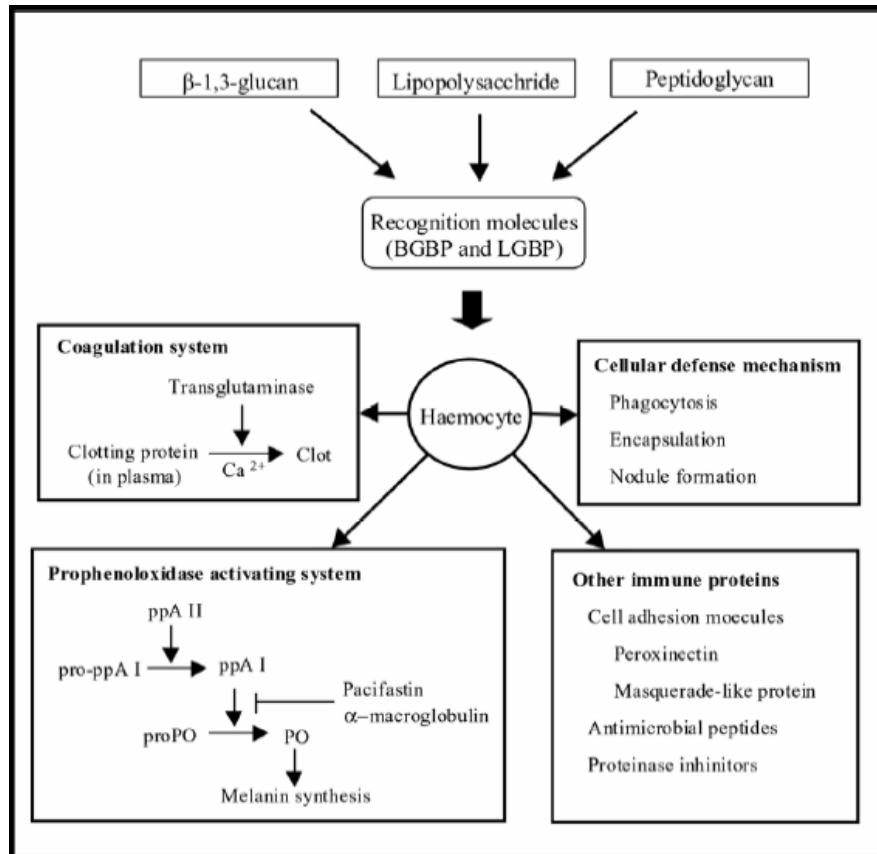 β-1,3-glucan
Lipopolysacchride
Peptidoglycan
Recognition molecules
(BGBP and LGBP)
Coagulation system
Transglutaminase
Clotting protein
(in plasma)
Ca 2+
Clot
Haemocyte
Cellular defense mechanism
Phagocytosis
Encapsulation
Nodule formation
Prophenoloxidase activating system
ppA II
pro-ppA I
ppA I
Pacifastin
α–macroglobulin
proPO
PO
Melanin synthesis
Other immune proteins
Cell adhesion moecules
Peroxinectin
Masquerade-like protein
Antimicrobial peptides
Proteinase inhinitors